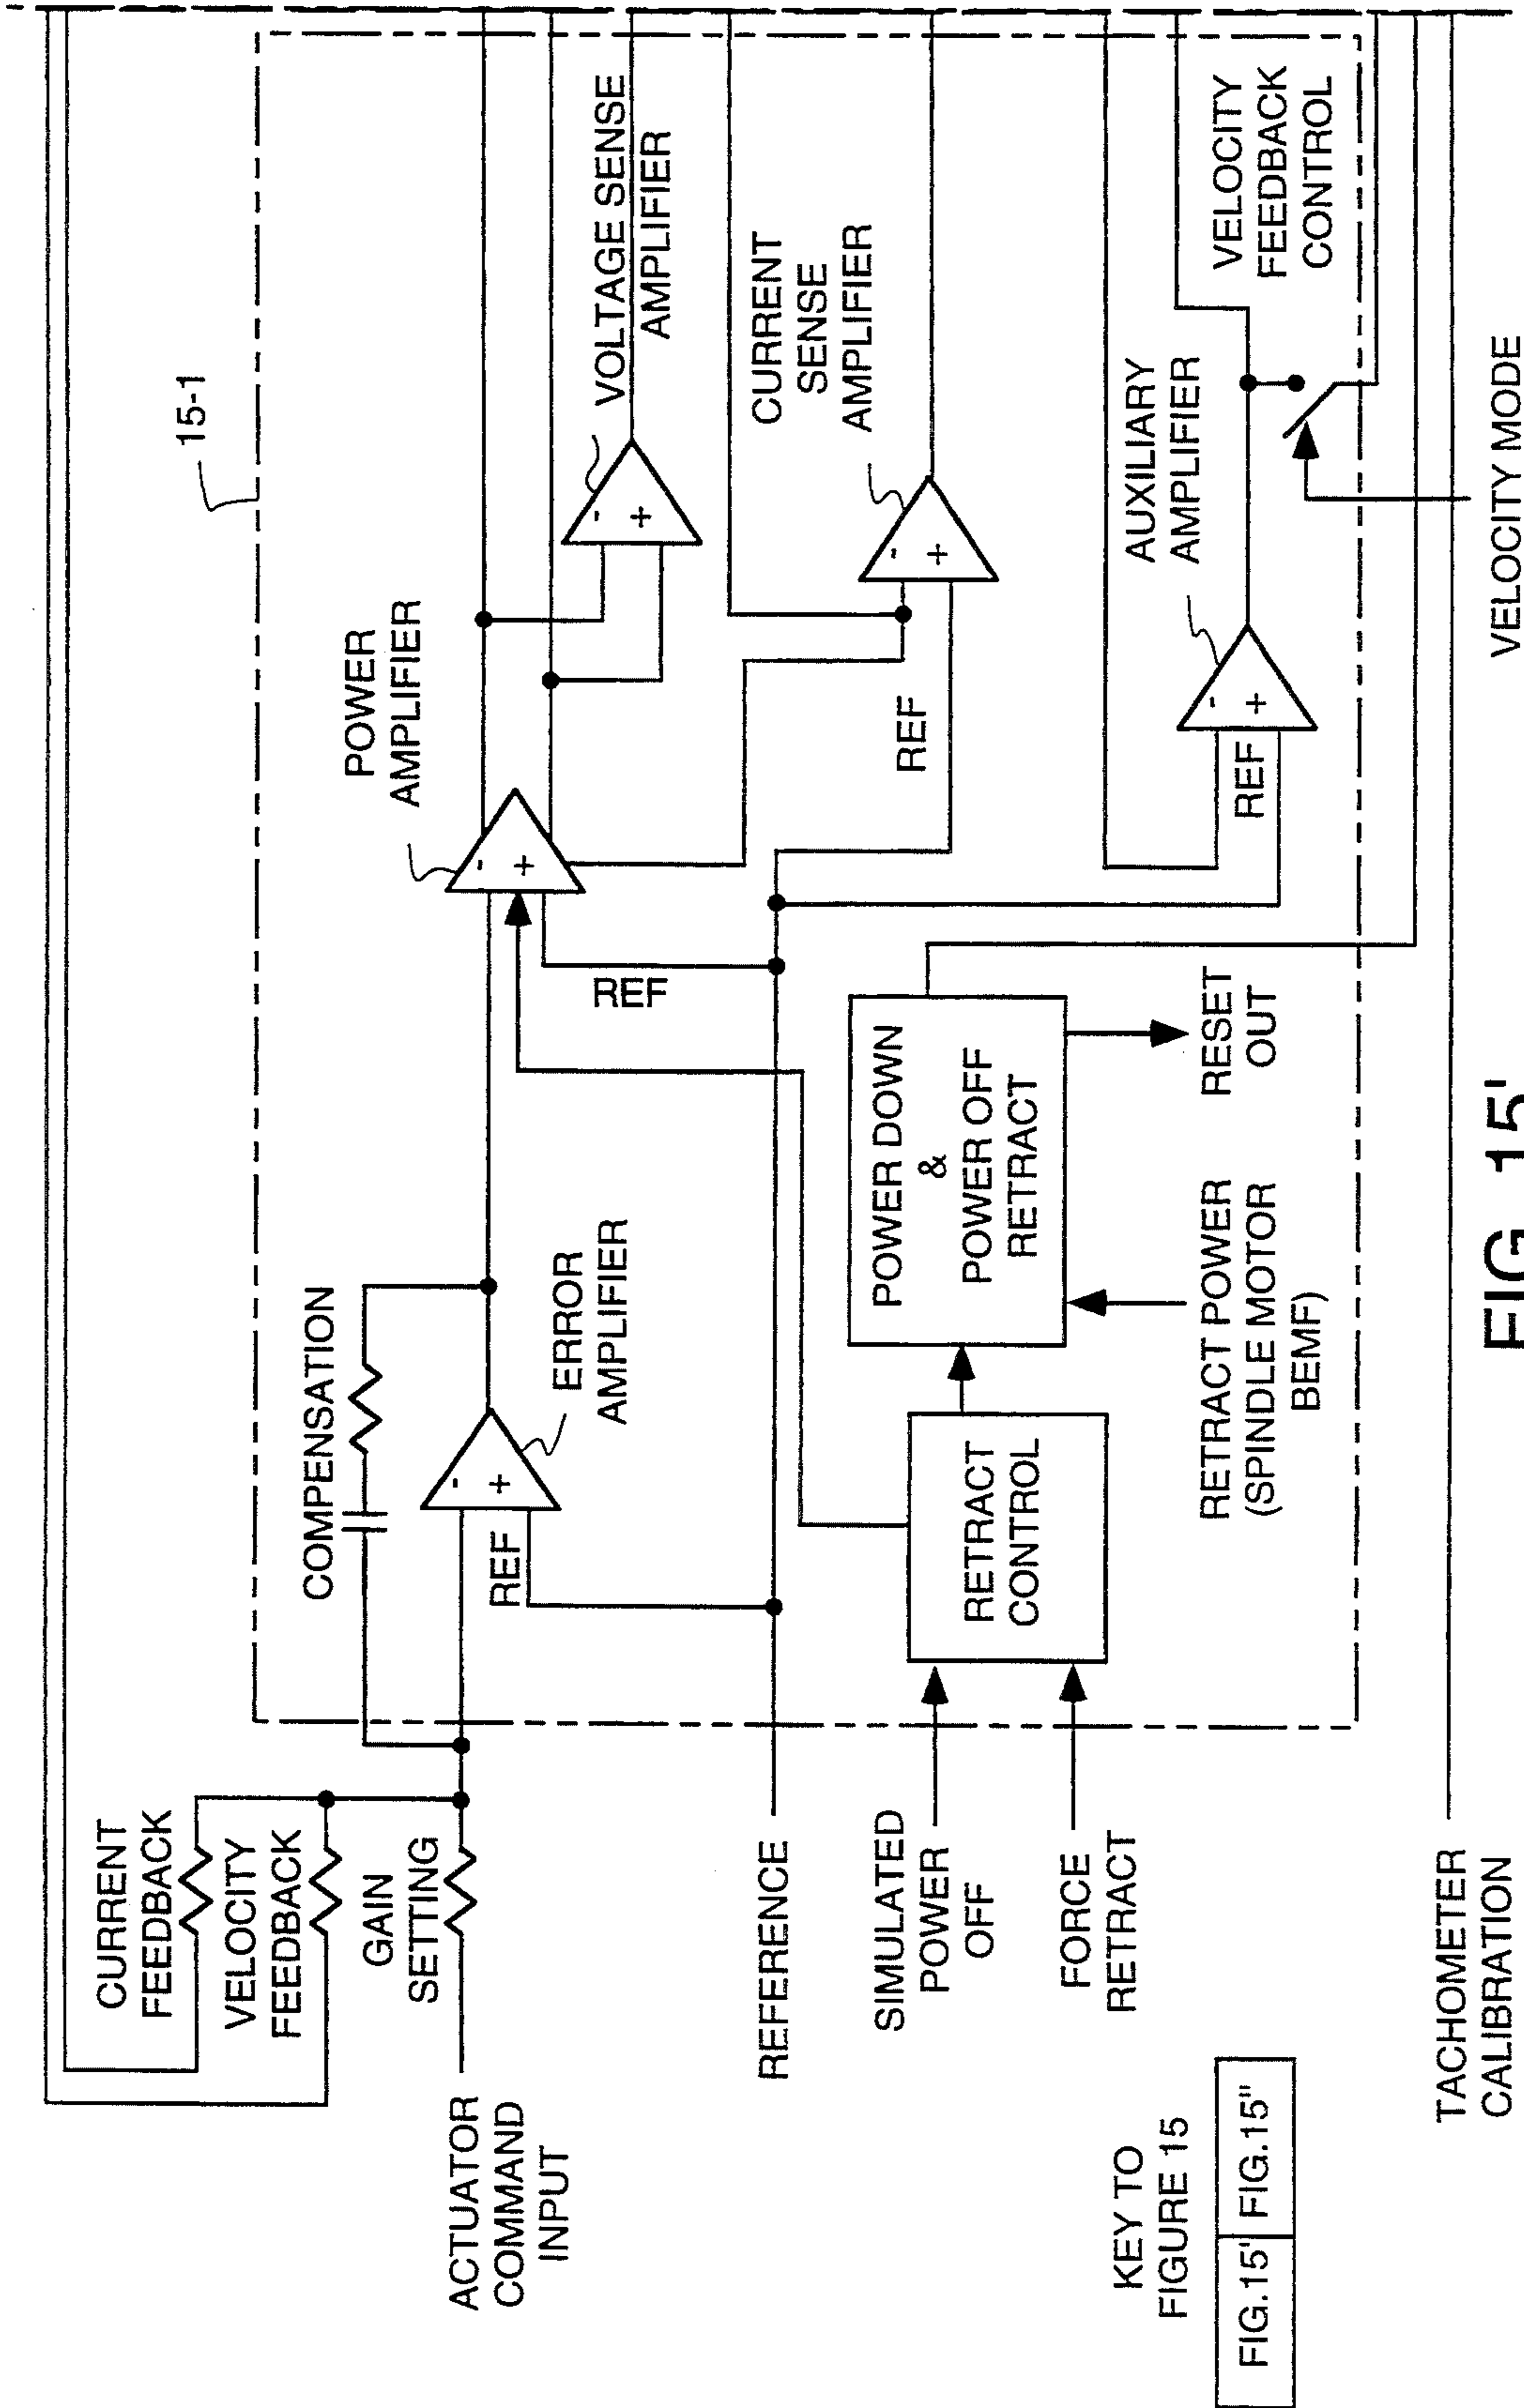 15-1
CURRENT
FEEDBACK
VELOCITY
FEEDBACK
GAIN
SETTING
ACTUATOR
COMMAND
INPUT
COMPENSATION
-
+
REF
ERROR
AMPLIFIER
POWER
AMPLIFIER
-
+
REF
VOLTAGE SENSE
AMPLIFIER
-
+
CURRENT
SENSE
AMPLIFIER
-
+
REF
AUXILIARY
AMPLIFIER
-
+
REF
VELOCITY
FEEDBACK
CONTROL
REFERENCE
SIMULATED
POWER
OFF
FORCE
RETRACT
RETRACT
CONTROL
POWER DOWN
&
POWER OFF
RETRACT
RETRACT POWER
(SPINDLE MOTOR
BEMF)
RESET
OUT
VELOCITY MODE
TACHOMETER
CALIBRATION
KEY TO
FIGURE 15
FIG.15' FIG.15"
FIG. 15'